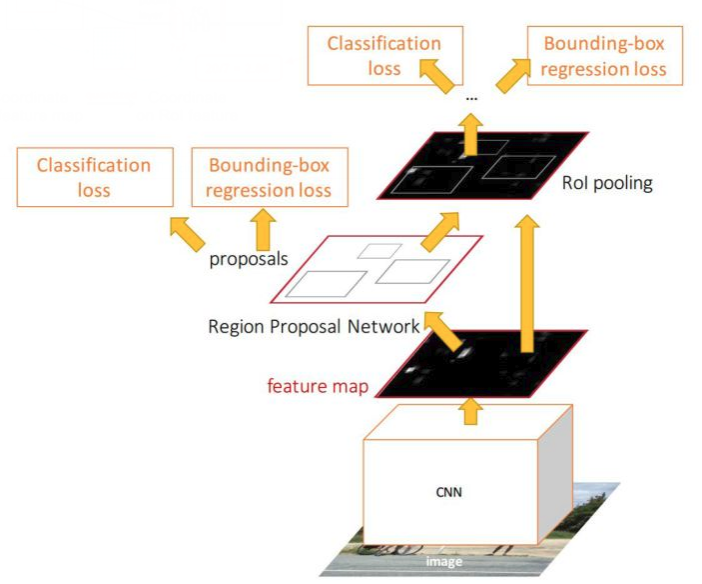 Classification
loss
Bounding-box
regression loss
...
Classification
loss
Bounding-box
regression loss
RoI pooling
proposals
Region Proposal Network
feature map
CNN
image